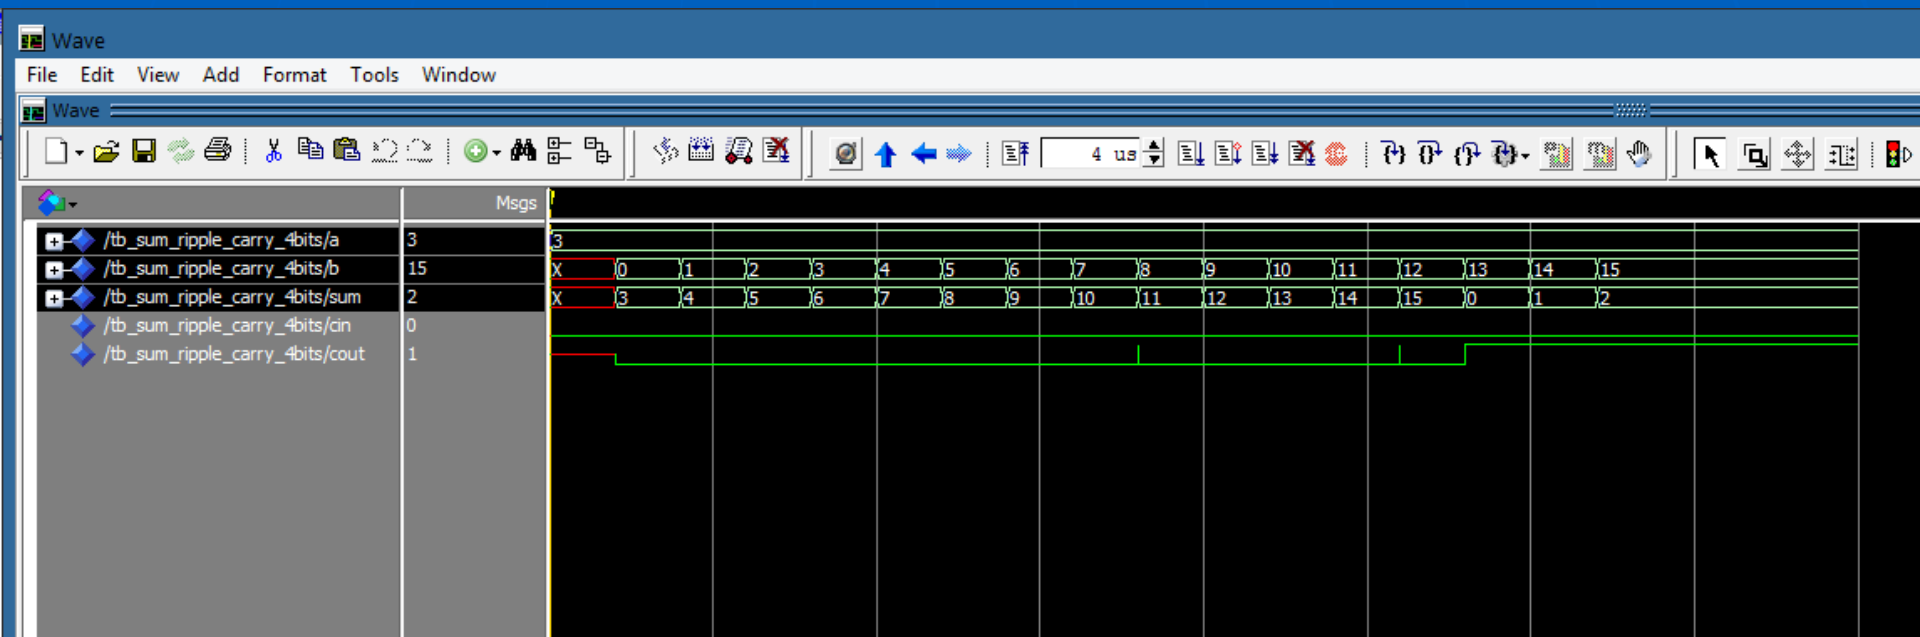 Wave
File Edit View Add Format Tools Window
Wave
4 us
Msgs
/tb_sum_ripple_carry_4bits/a 3 3
/tb_sum_ripple_carry_4bits/b 15 X 0 1 2 3 4 5 6 7 8 9 10 11 12 13 14 15
/tb_sum_ripple_carry_4bits/sum 2 X 3 4 5 6 7 8 9 10 11 12 13 14 15 0 1 2
/tb_sum_ripple_carry_4bits/cin 0
/tb_sum_ripple_carry_4bits/cout 1